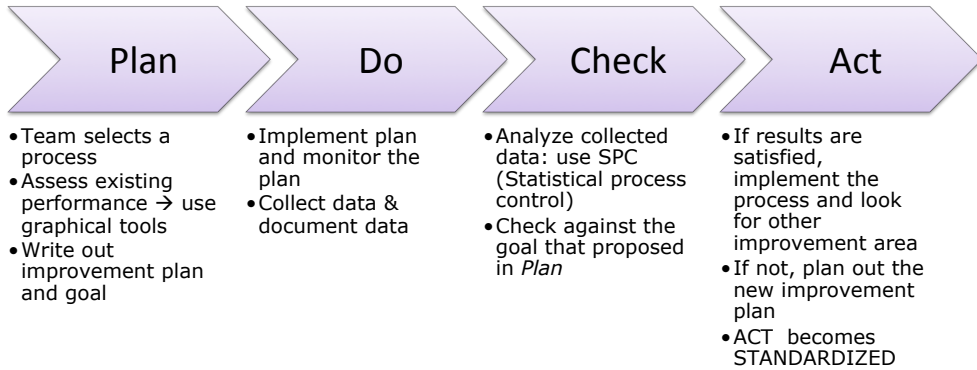 Plan
•Team selects a
process
•Assess existing
performance → use
graphical tools
•Write out
improvement plan
and goal
Do
•Implement plan
and monitor the
plan
•Collect data &
document data
Check
•Analyze collected
data: use SPC
(Statistical process
control)
•Check against the
goal that proposed
in Plan
Act
•If results are
satisfied,
implement the
process and look
for other
improvement area
•If not, plan out the
new improvement
plan
•ACT becomes
STANDARDIZED